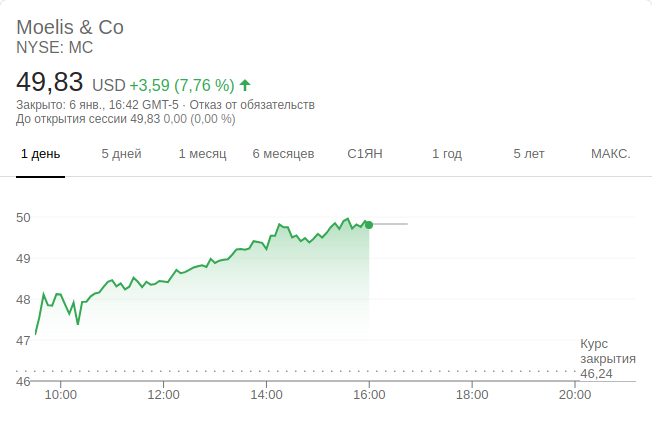 Moelis & Co
NYSE: MC
49,83 USD +3,59 (7,76 %)
Закрыто: 6 янв., 16:42 GMT-5 · Отказ от обязательств
До открытия сессии 49,83 0,00 (0,00 %)
1 день 5 дней 1 месяц 6 месяцев С1ЯН 1 год 5 лет МАКС.
50
49
48
47
46
Курс
закрытия
46,24
10:00 12:00 14:00 16:00 18:00 20:00